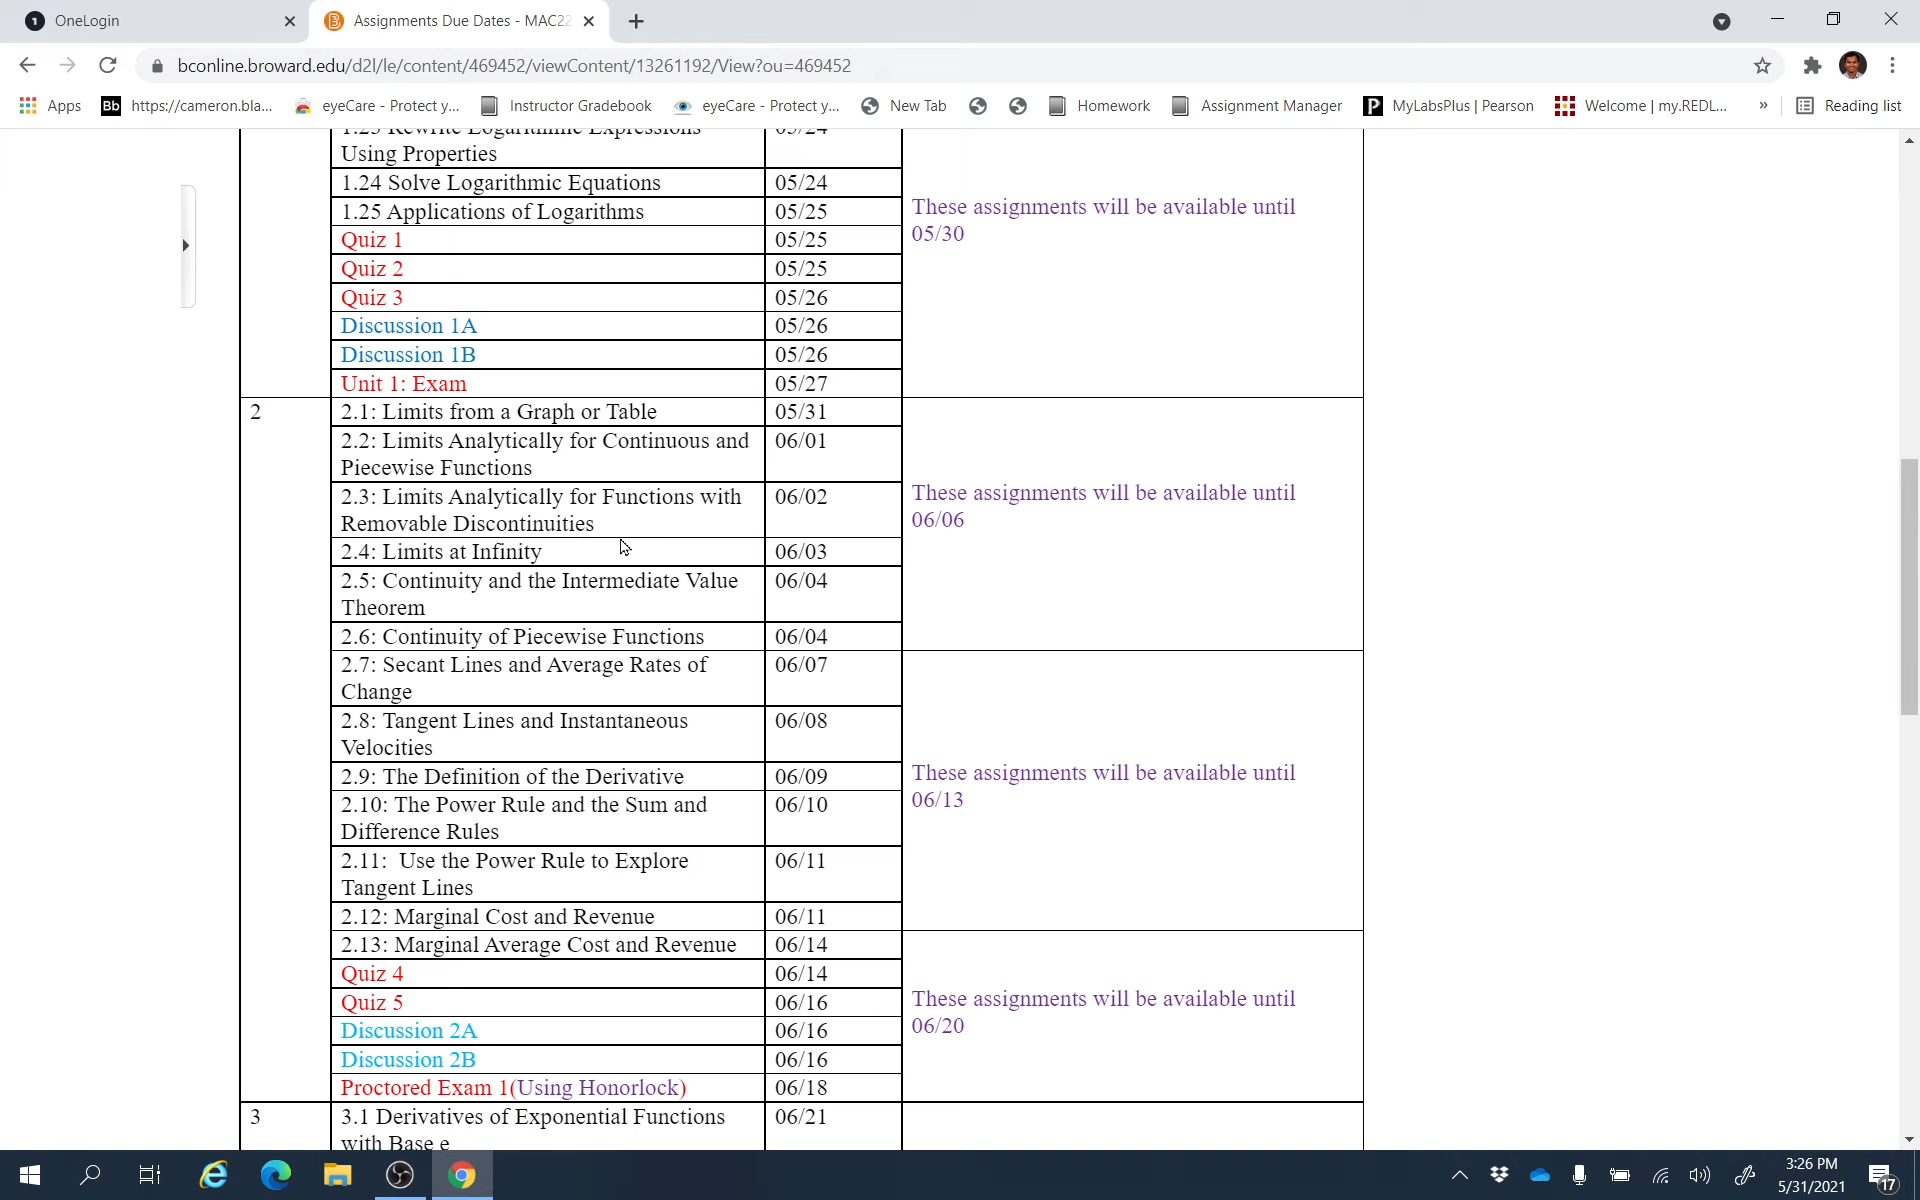 OneLogin
Assignments Due Dates - MAC22
bconline.broward.edu/d2l/le/content/469452/viewContent/13261192/View?ou=469452
Apps
Bb https://cameron.bla...
eyeCare - Protect y...
Instructor Gradebook
eyeCare - Protect y...
New Tab
Homework
Assignment Manager
MyLabsPlus | Pearson
Welcome | my.REDL...
»
Reading list
1.23 Rewrite Logarithmic Expressions
Using Properties
05/24
1.24 Solve Logarithmic Equations 05/24
1.25 Applications of Logarithms 05/25
Quiz 1 05/25
Quiz 2 05/25
Quiz 3 05/26
Discussion 1A 05/26
Discussion 1B 05/26
Unit 1: Exam 05/27
These assignments will be available until
05/30
2
2.1: Limits from a Graph or Table 05/31
2.2: Limits Analytically for Continuous and 06/01
Piecewise Functions
2.3: Limits Analytically for Functions with 06/02
Removable Discontinuities
2.4: Limits at Infinity 06/03
2.5: Continuity and the Intermediate Value 06/04
Theorem
2.6: Continuity of Piecewise Functions 06/04
These assignments will be available until
06/06
2.7: Secant Lines and Average Rates of 06/07
Change
2.8: Tangent Lines and Instantaneous 06/08
Velocities
2.9: The Definition of the Derivative 06/09
2.10: The Power Rule and the Sum and 06/10
Difference Rules
2.11: Use the Power Rule to Explore 06/11
Tangent Lines
2.12: Marginal Cost and Revenue 06/11
These assignments will be available until
06/13
2.13: Marginal Average Cost and Revenue 06/14
Quiz 4 06/14
Quiz 5 06/16
Discussion 2A 06/16
Discussion 2B 06/16
Proctored Exam 1(Using Honorlock) 06/18
These assignments will be available until
06/20
3
3.1 Derivatives of Exponential Functions 06/21
with Base e
3:26 PM
5/31/2021
17